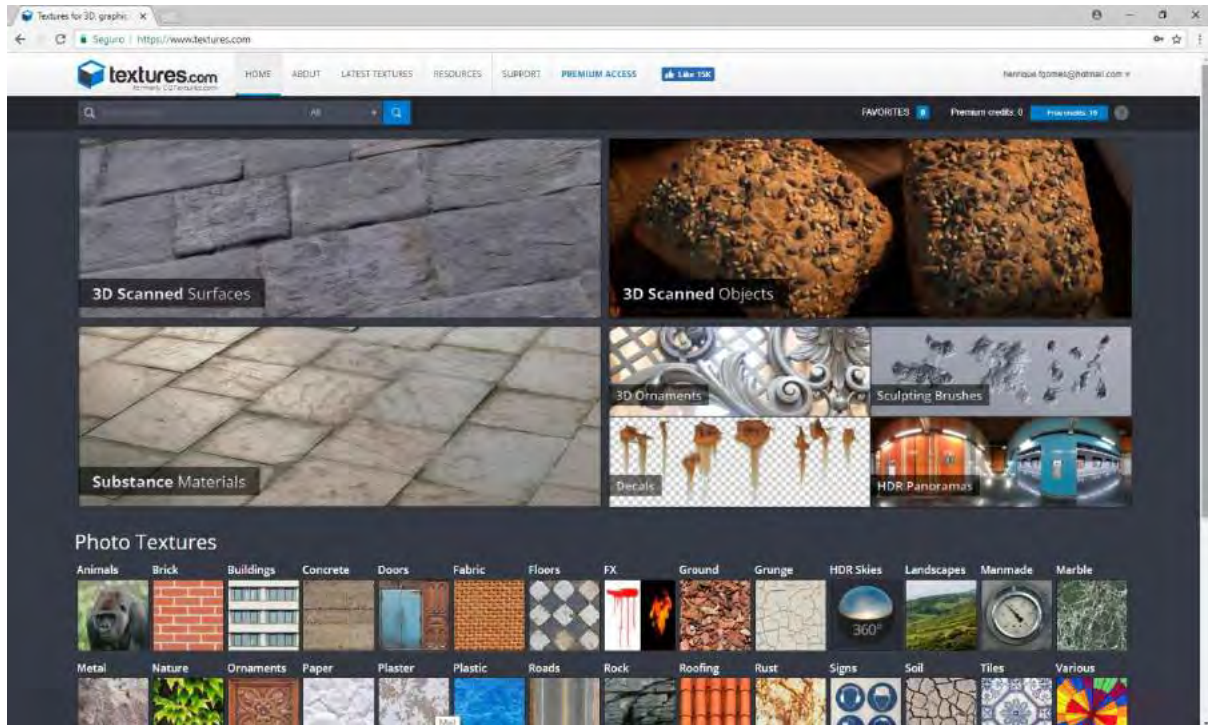 Textures for 3D, graphic
Seguro | https://www.textures.com
textures.com
formerly CGTextures.com
HOME ABOUT LATEST TEXTURES RESOURCES SUPPORT PREMIUM ACCESS Like 15K
All
FAVORITES Premium credits: 0
3D Scanned Surfaces
3D Scanned Objects
Substance Materials
3D Ornaments
Sculpting Brushes
Decals
HDR Panoramas
Photo Textures
Animals Brick Buildings Concrete Doors Fabric Floors FX Ground Grunge HDR Skies Landscapes Manmade Marble
360°
Metal Nature Ornaments Paper Plaster Plastic Roads Rock Roofing Rust Signs Soil Tiles Various